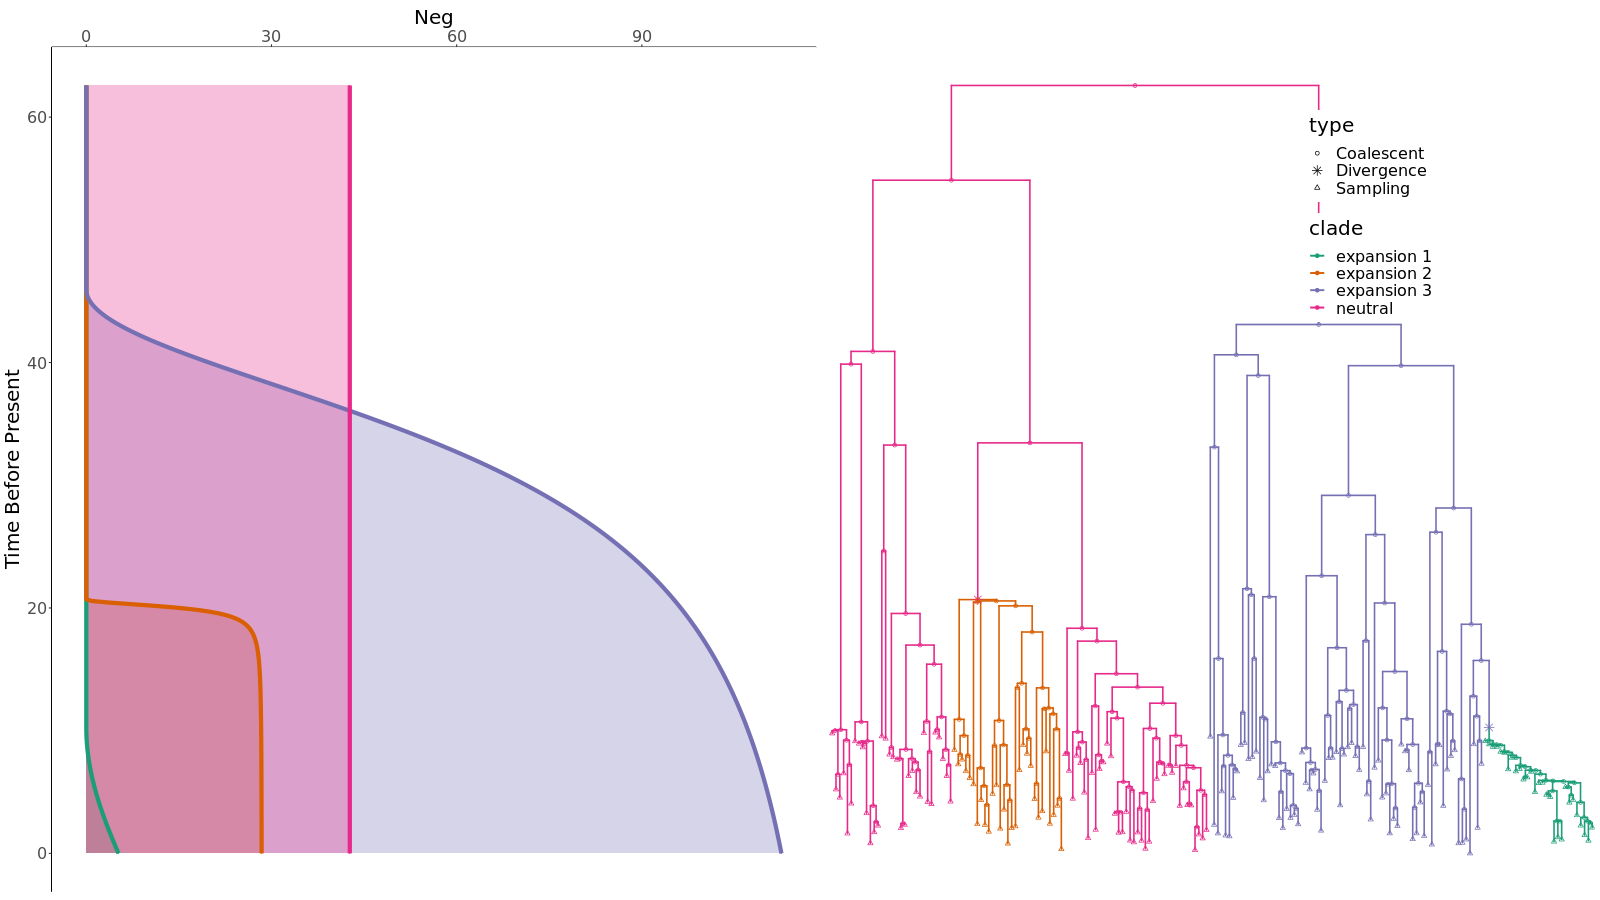 Neg
0 30 60 90
Time Before Present
60
40
20
0
type
Coalescent
Divergence
Sampling
clade
expansion 1
expansion 2
expansion 3
neutral